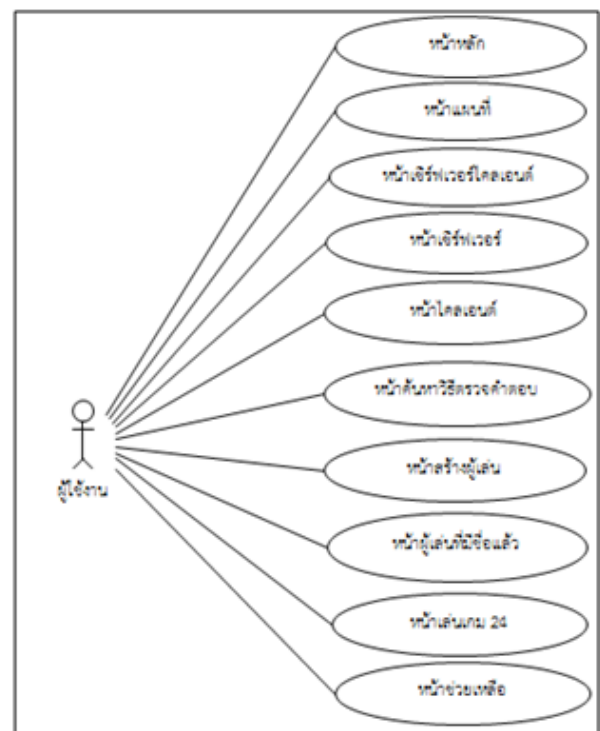 หน้าหลัก
หน้าแผนที่
หน้าเซิร์ฟเวอร์ไคลเอนต์
หน้าเซิร์ฟเวอร์
หน้าไคลเอนต์
หน้าค้นหาวิธีตรวจคำตอบ
หน้าสร้างผู้เล่น
ผู้ใช้งาน
หน้าผู้เล่นที่มีชื่อแล้ว
หน้าเล่นเกม 24
หน้าช่วยเหลือ